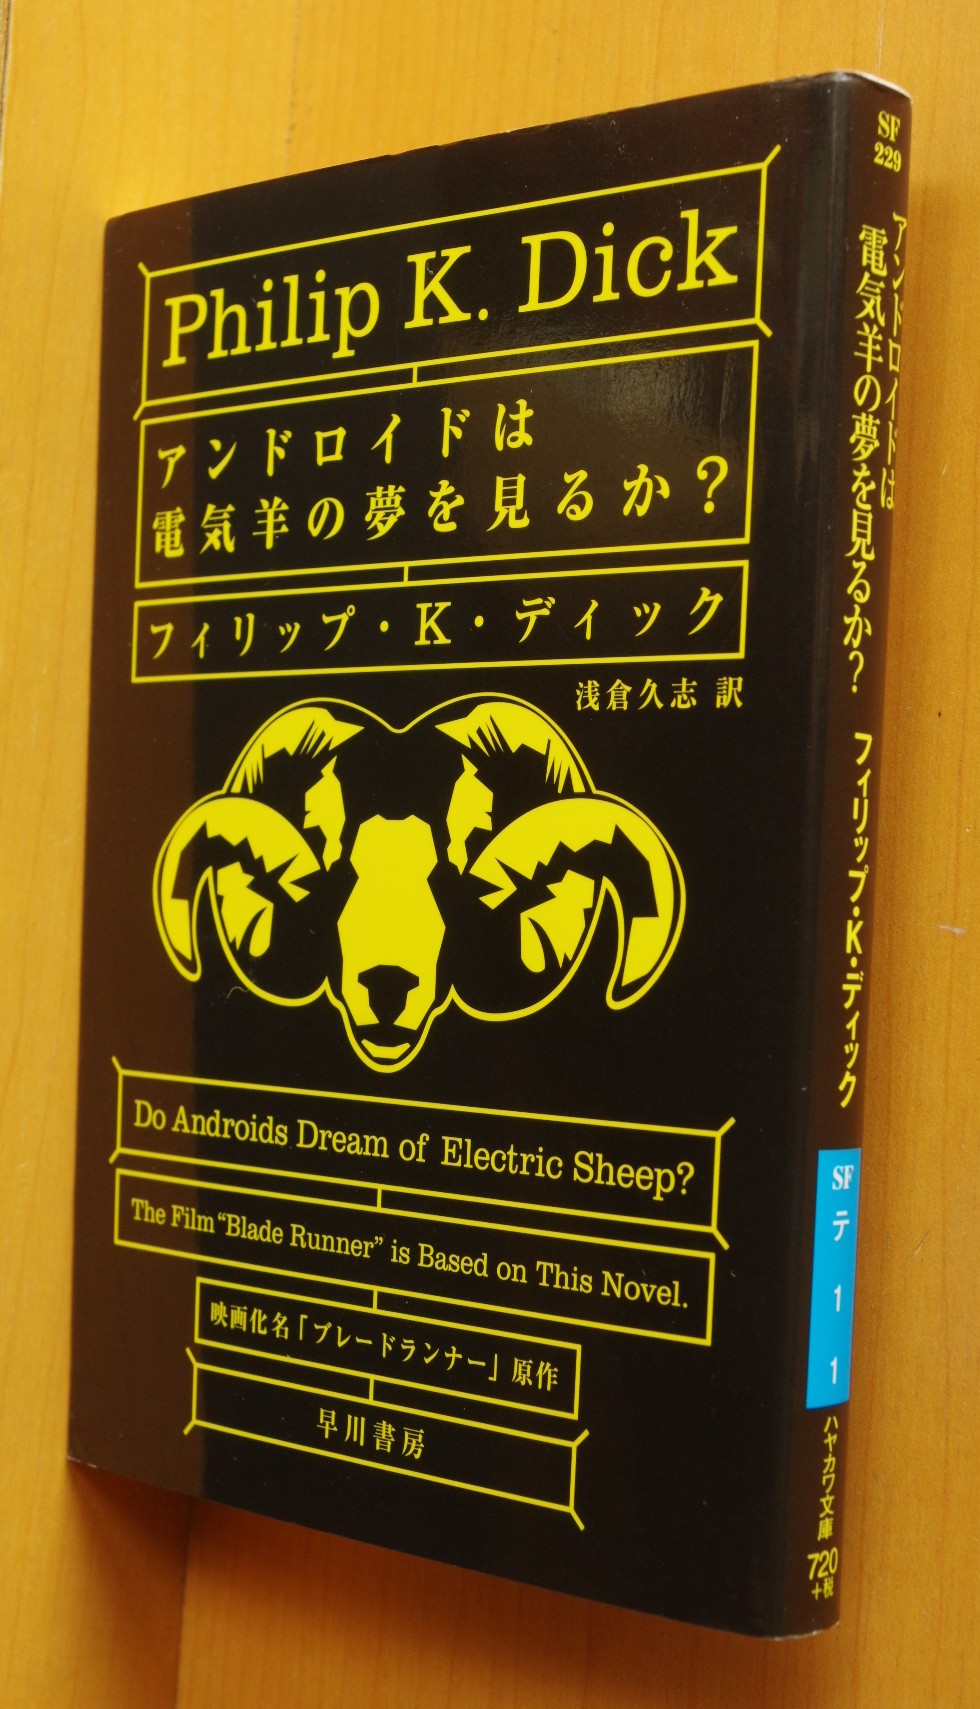 Philip K. Dick
アンドロイドは
電気羊の夢を見るか?
フィリップ・K・ディック
浅倉久志 訳
Do Androids Dream of Electric Sheep?
The Film “Blade Runner” is Based on This Novel.
映画化名「ブレードランナー」原作
早川書房
SF
229
アンドロイドは
電気羊の夢を見るか?
フィリップ・K・ディック
SF
テ
1
1
ハヤカワ文庫
720
+税